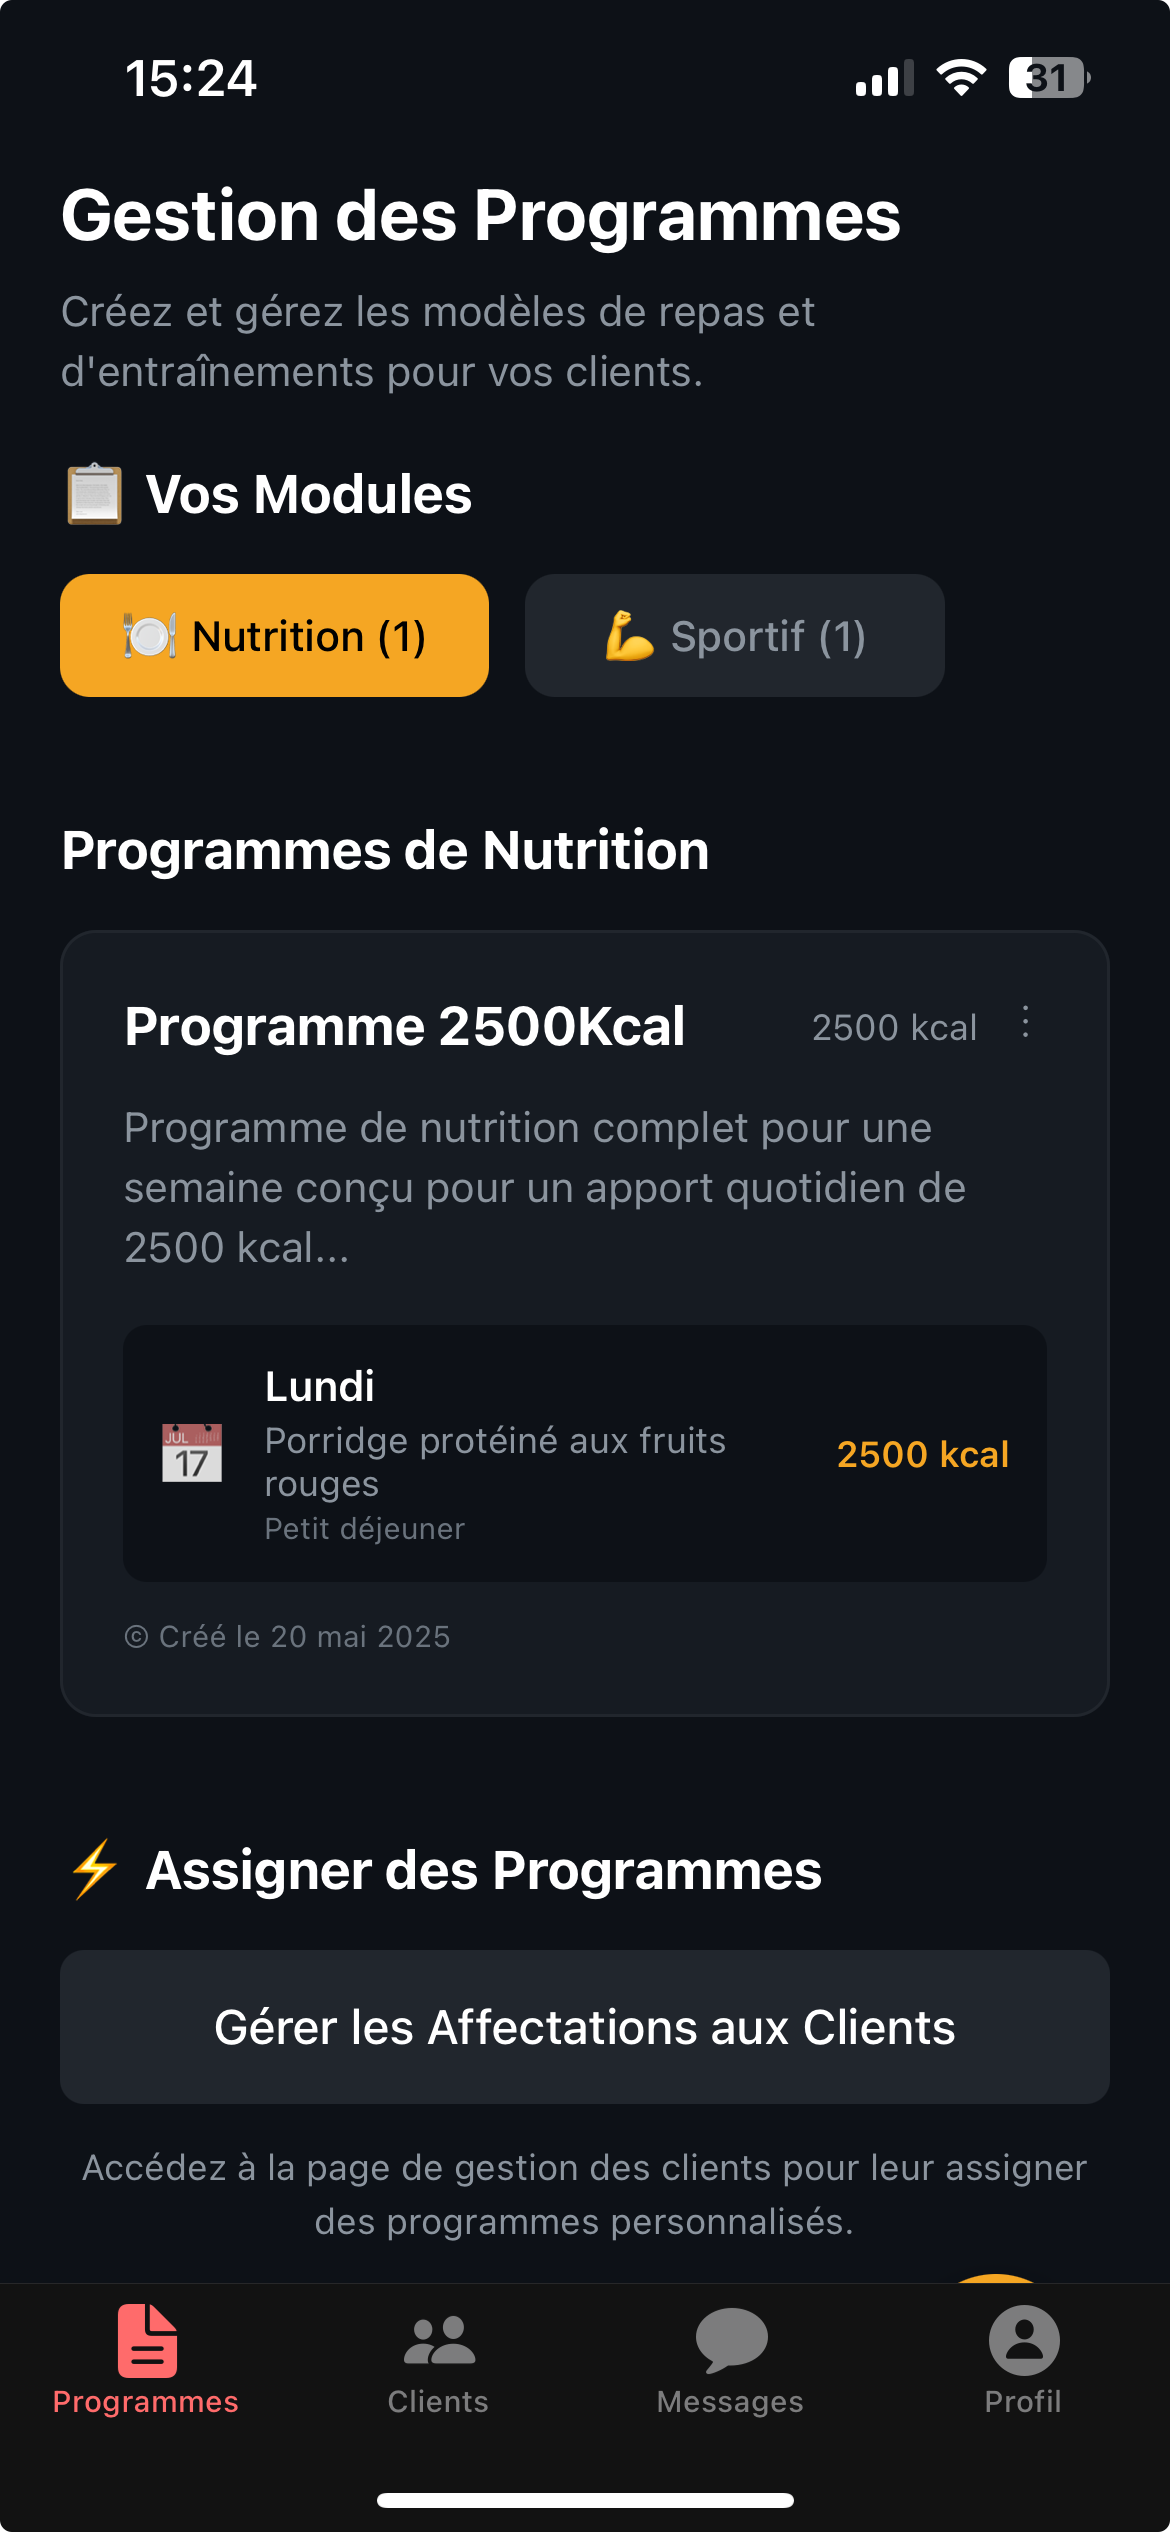 15:24
31
Gestion des Programmes
Créez et gérez les modèles de repas et
d'entraînements pour vos clients.
📋 Vos Modules
🍽️ Nutrition (1)
💪 Sportif (1)
Programmes de Nutrition
Programme 2500Kcal
2500 kcal
⋮
Programme de nutrition complet pour une
semaine conçu pour un apport quotidien de
2500 kcal...
JUL
17
Lundi
Porridge protéiné aux fruits
rouges
Petit déjeuner
2500 kcal
© Créé le 20 mai 2025
⚡ Assigner des Programmes
Gérer les Affectations aux Clients
Accédez à la page de gestion des clients pour leur assigner
des programmes personnalisés.
Programmes
Clients
Messages
Profil